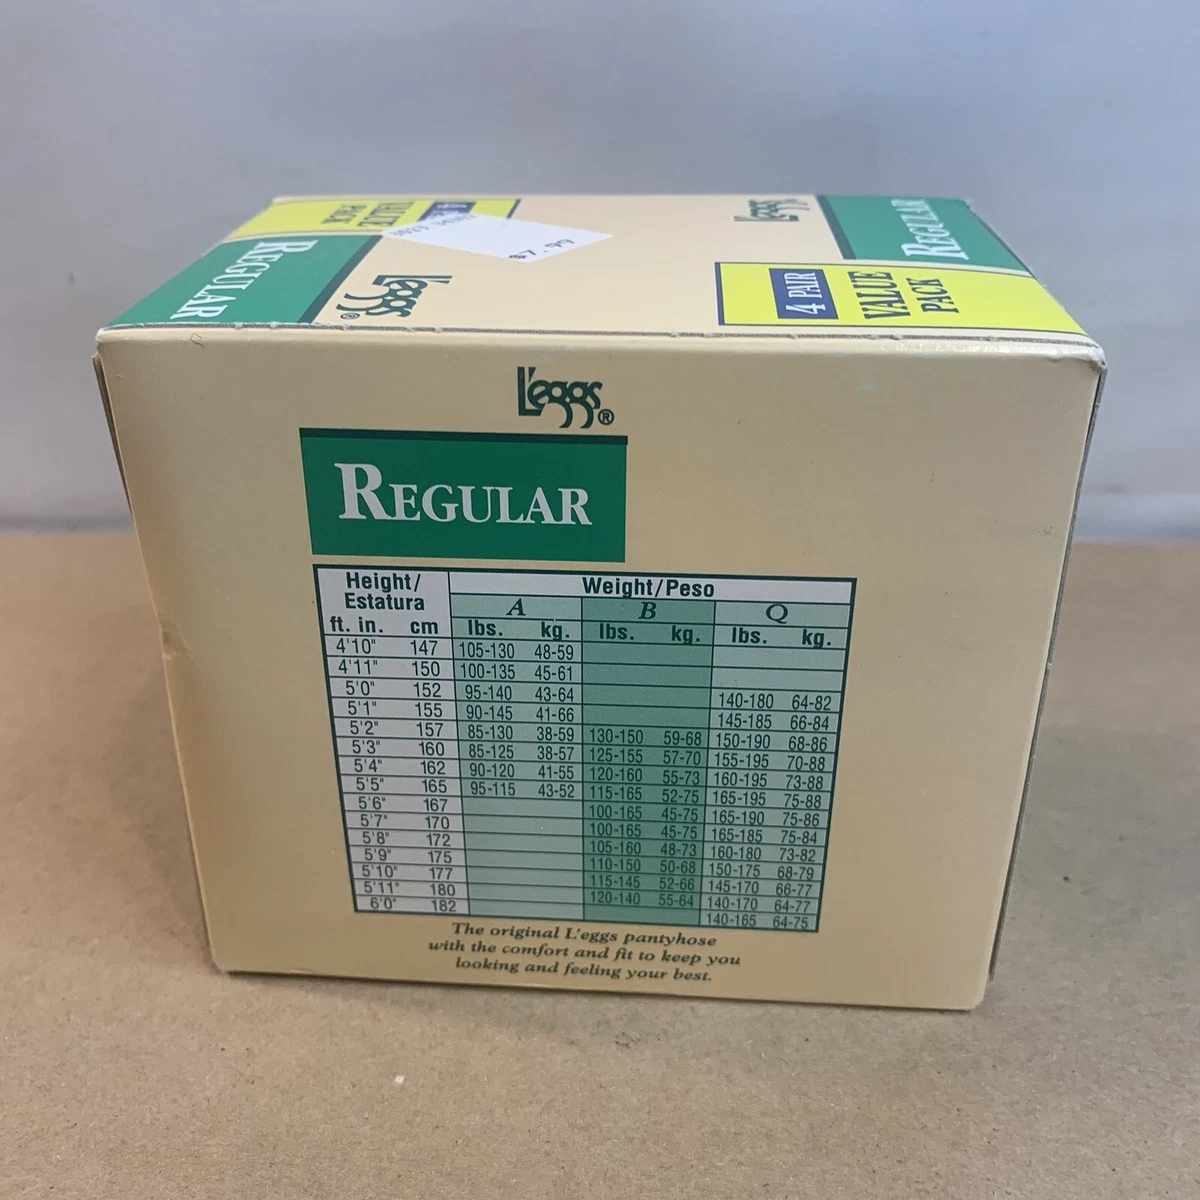 VALUE
PACK
REGULAR
L'eggs®
$7.99
L'eggs
REGULAR
4 PAIR
VALUE
PACK
L'eggs®
REGULAR
Height/ Weight/Peso
Estatura A B Q
ft. in. cm lbs. kg. lbs. kg. lbs. kg.
4'10" 147 105-130 48-59
4'11" 150 100-135 45-61
5'0" 152 95-140 43-64 140-180 64-82
5'1" 155 90-145 41-66 145-185 66-84
5'2" 157 85-130 38-59 130-150 59-68 150-190 68-86
5'3" 160 85-125 38-57 125-155 57-70 155-195 70-88
5'4" 162 90-120 41-55 120-160 55-73 160-195 73-88
5'5" 165 95-115 43-52 115-165 52-75 165-195 75-88
5'6" 167 100-165 45-75 165-190 75-86
5'7" 170 100-165 45-75 165-185 75-84
5'8" 172 105-160 48-73 160-180 73-82
5'9" 175 110-150 50-68 150-175 68-79
5'10" 177 115-145 52-66 145-170 66-77
5'11" 180 120-140 55-64 140-170 64-77
6'0" 182 140-165 64-75
The original L'eggs pantyhose
with the comfort and fit to keep you
looking and feeling your best.